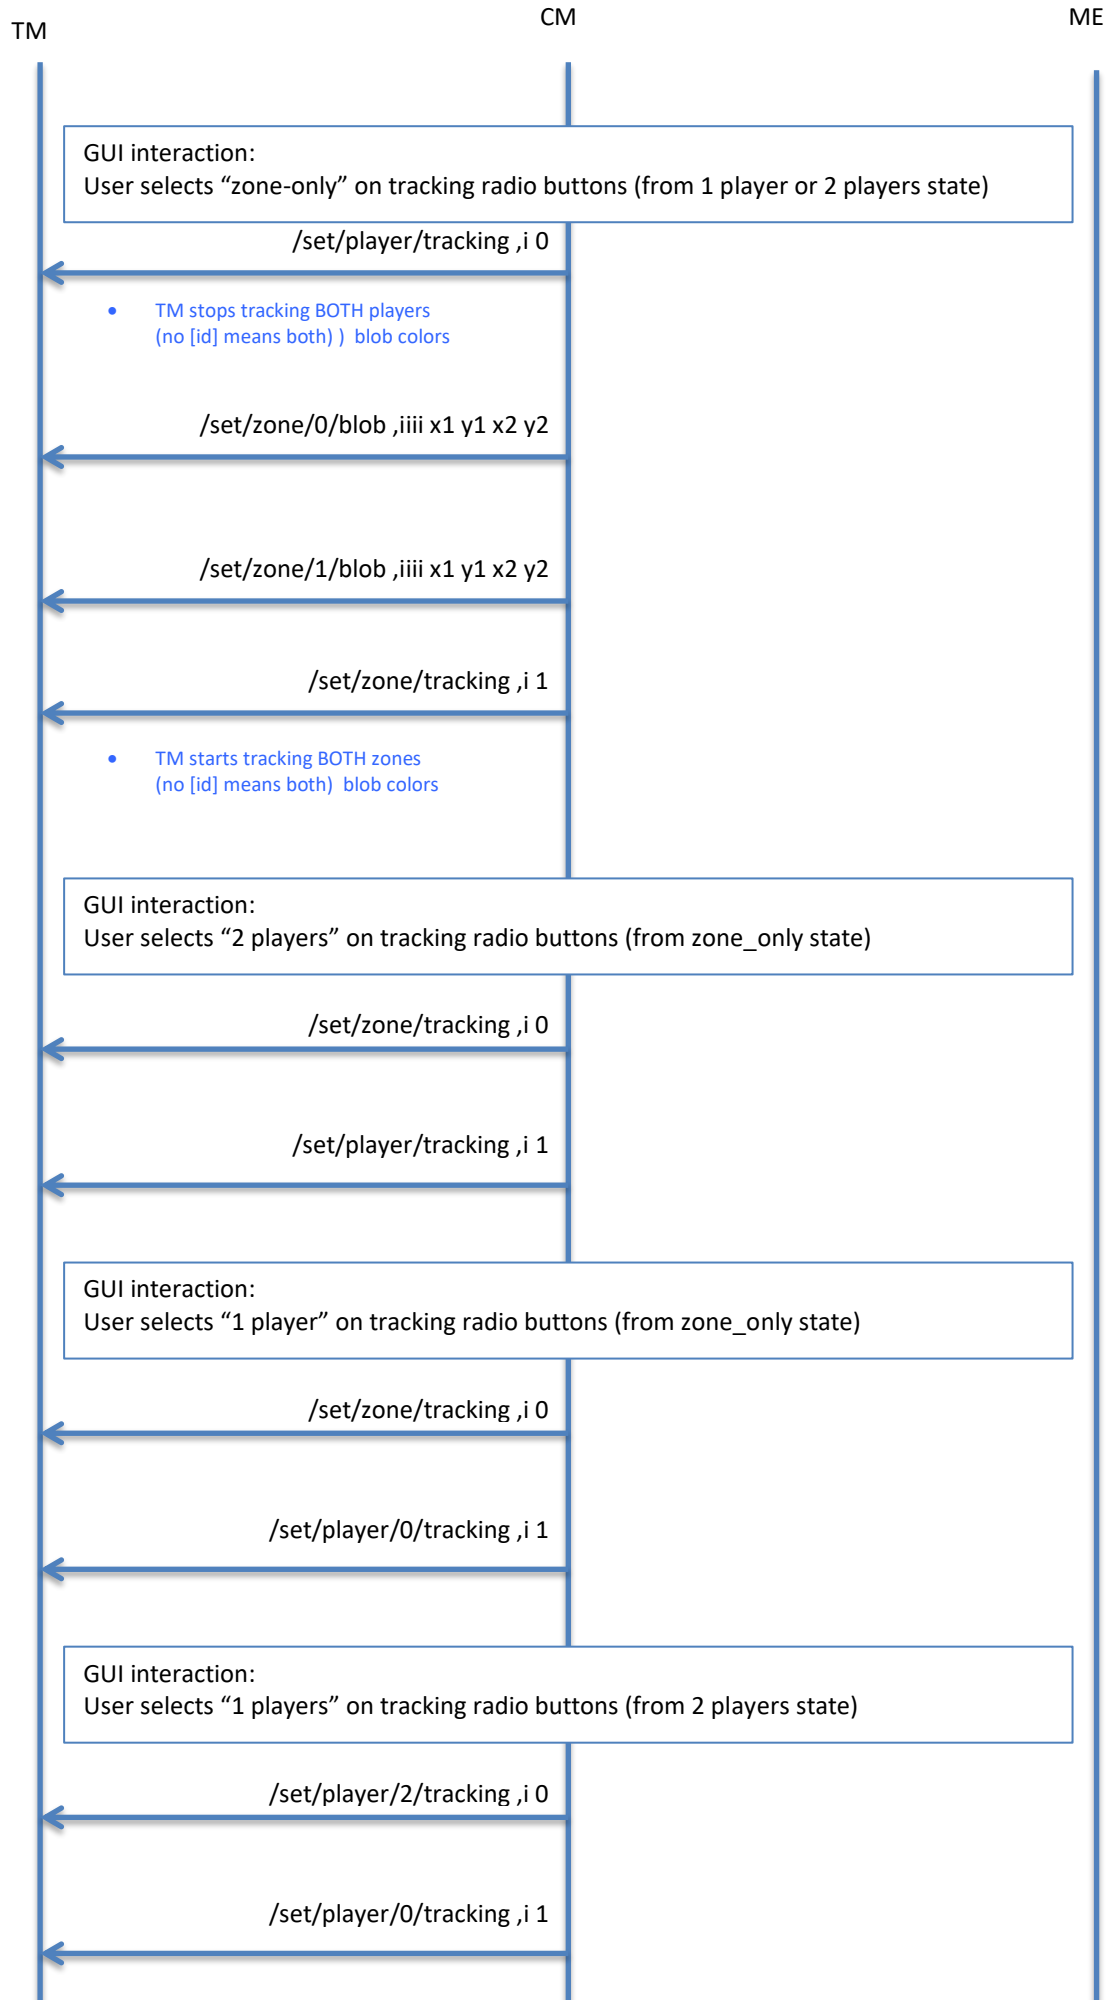 TM
CM
ME
GUI interaction:
User selects “zone-only” on tracking radio buttons (from 1 player or 2 players state)
/set/player/tracking ,i 0
• TM stops tracking BOTH players
(no [id] means both) ) blob colors
/set/zone/0/blob ,iiii x1 y1 x2 y2
/set/zone/1/blob ,iiii x1 y1 x2 y2
/set/zone/tracking ,i 1
• TM starts tracking BOTH zones
(no [id] means both) blob colors
GUI interaction:
User selects “2 players” on tracking radio buttons (from zone_only state)
/set/zone/tracking ,i 0
/set/player/tracking ,i 1
GUI interaction:
User selects “1 player” on tracking radio buttons (from zone_only state)
/set/zone/tracking ,i 0
/set/player/0/tracking ,i 1
GUI interaction:
User selects “1 players” on tracking radio buttons (from 2 players state)
/set/player/2/tracking ,i 0
/set/player/0/tracking ,i 1